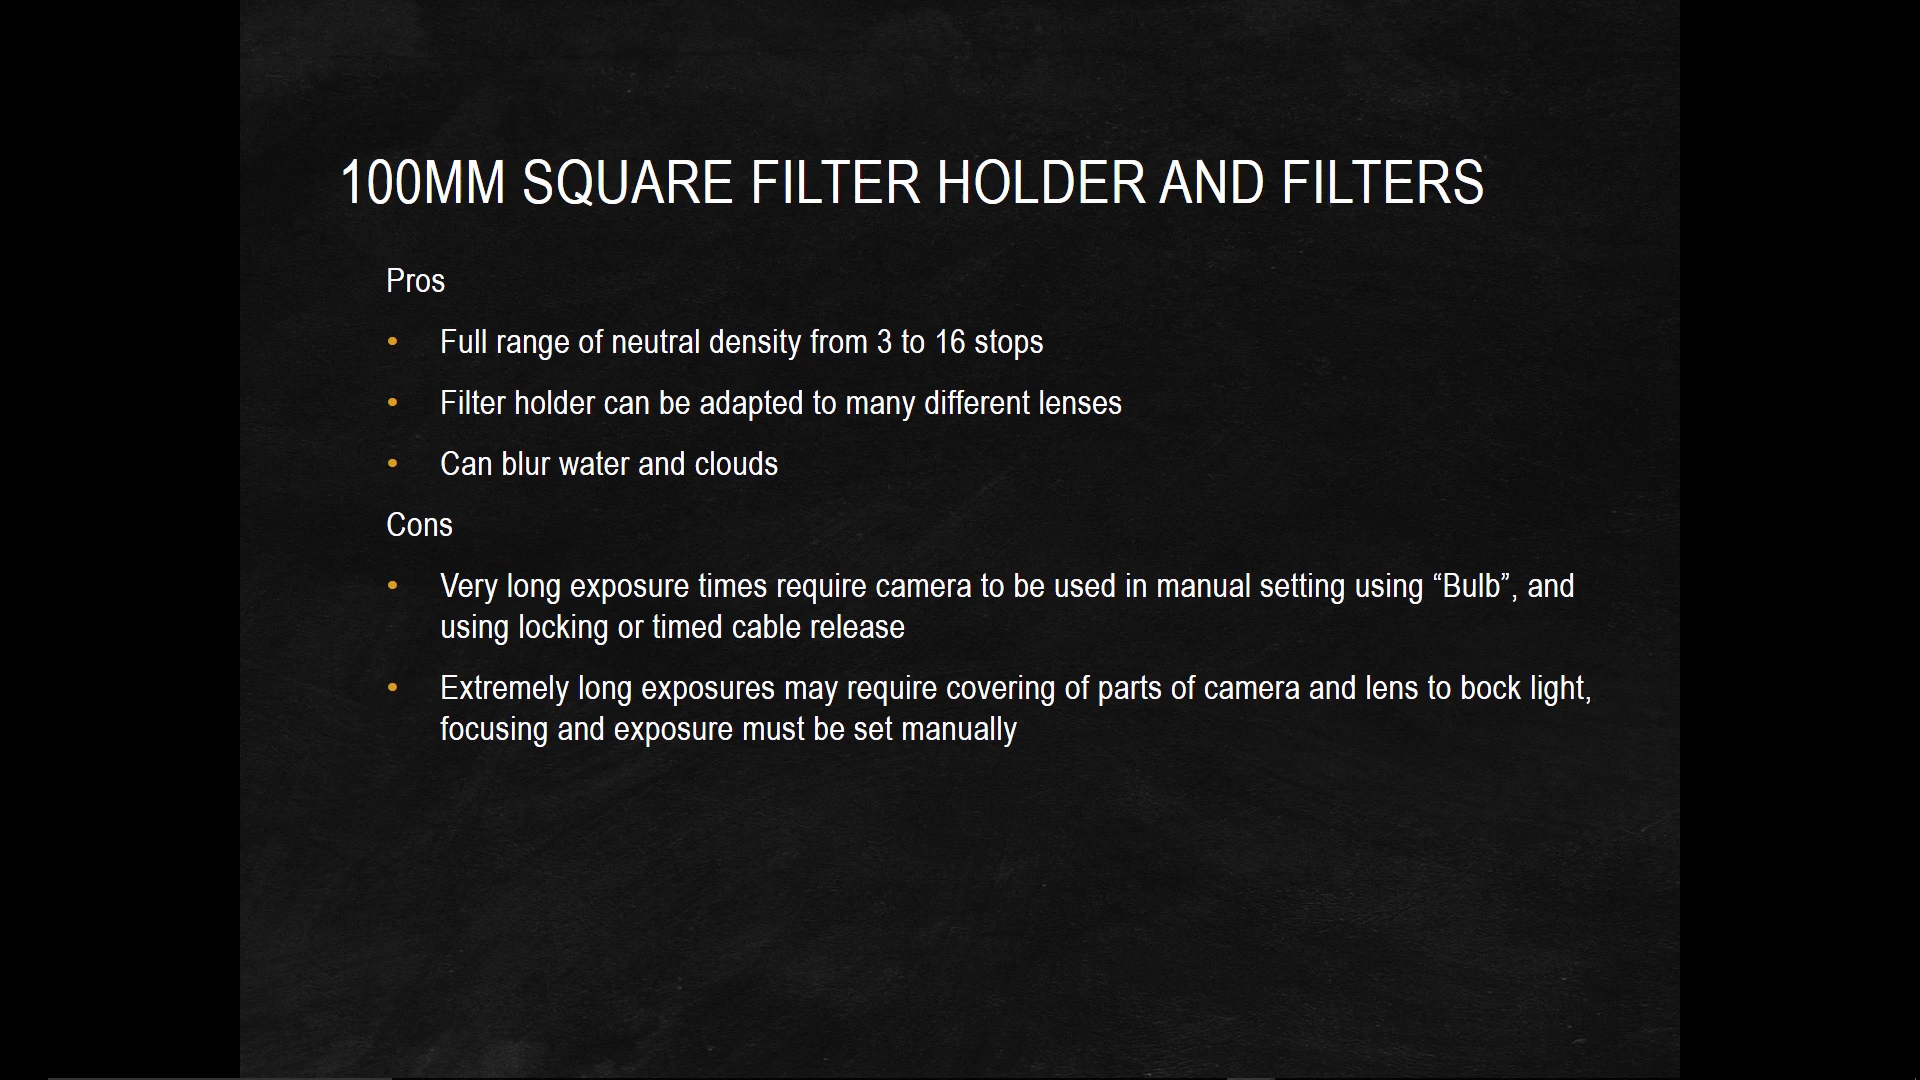 100MM SQUARE FILTER HOLDER AND FILTERS
Pros
• Full range of neutral density from 3 to 16 stops
• Filter holder can be adapted to many different lenses
• Can blur water and clouds
Cons
• Very long exposure times require camera to be used in manual setting using “Bulb”, and
using locking or timed cable release
• Extremely long exposures may require covering of parts of camera and lens to bock light,
focusing and exposure must be set manually